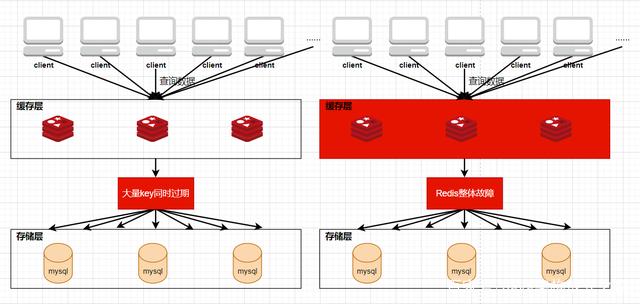 client client client client client ......
查询数据
缓存层
大量key同时过期
存储层
mysql mysql mysql
client client client client client ......
查询数据
缓存层
Redis整体故障
存储层
mysql mysql mysql